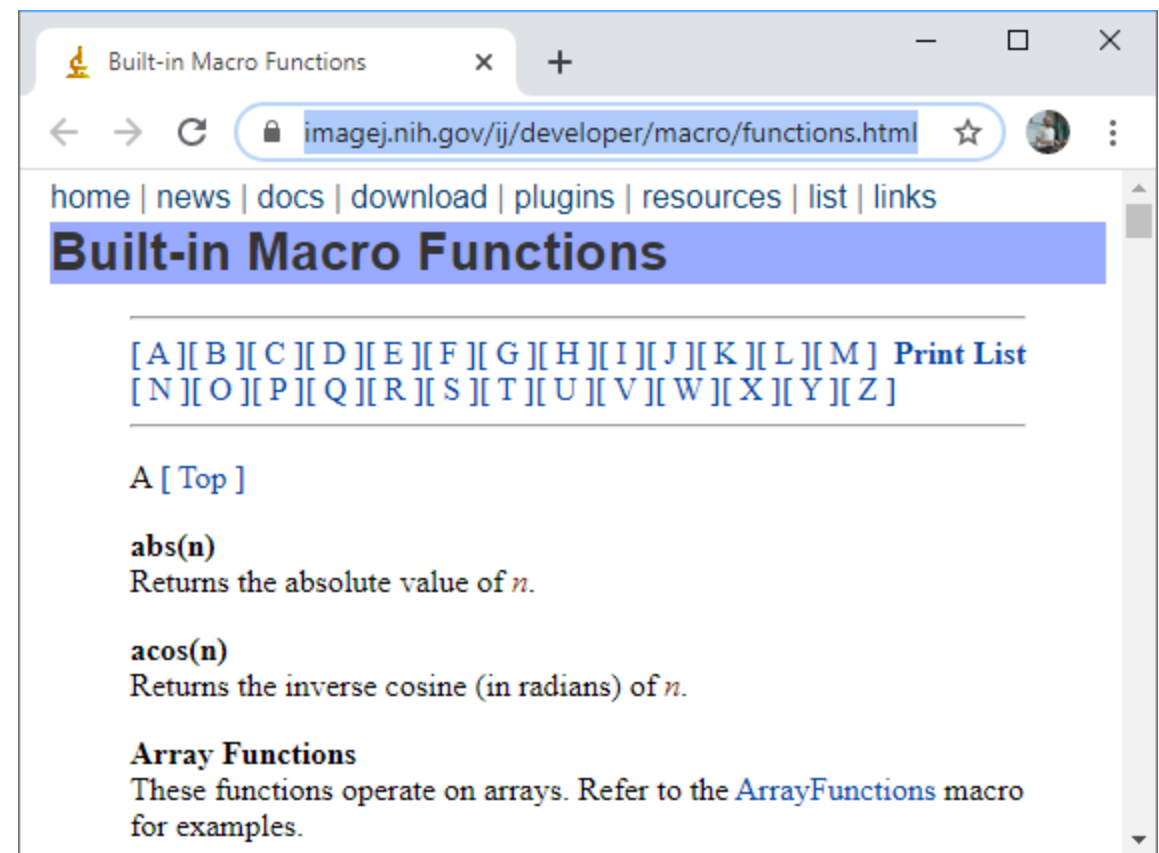 Built-in Macro Functions
imagej.nih.gov/ij/developer/macro/functions.html
home | news | docs | download | plugins | resources | list | links
Built-in Macro Functions
[ A ][ B ][ C ][ D ][ E ][ F ][ G ][ H ][ I ][ J ][ K ][ L ][ M ] Print List
[ N ][ O ][ P ][ Q ][ R ][ S ][ T ][ U ][ V ][ W ][ X ][ Y ][ Z ]
A [ Top ]
abs(n)
Returns the absolute value of n.
acos(n)
Returns the inverse cosine (in radians) of n.
Array Functions
These functions operate on arrays. Refer to the ArrayFunctions macro
for examples.